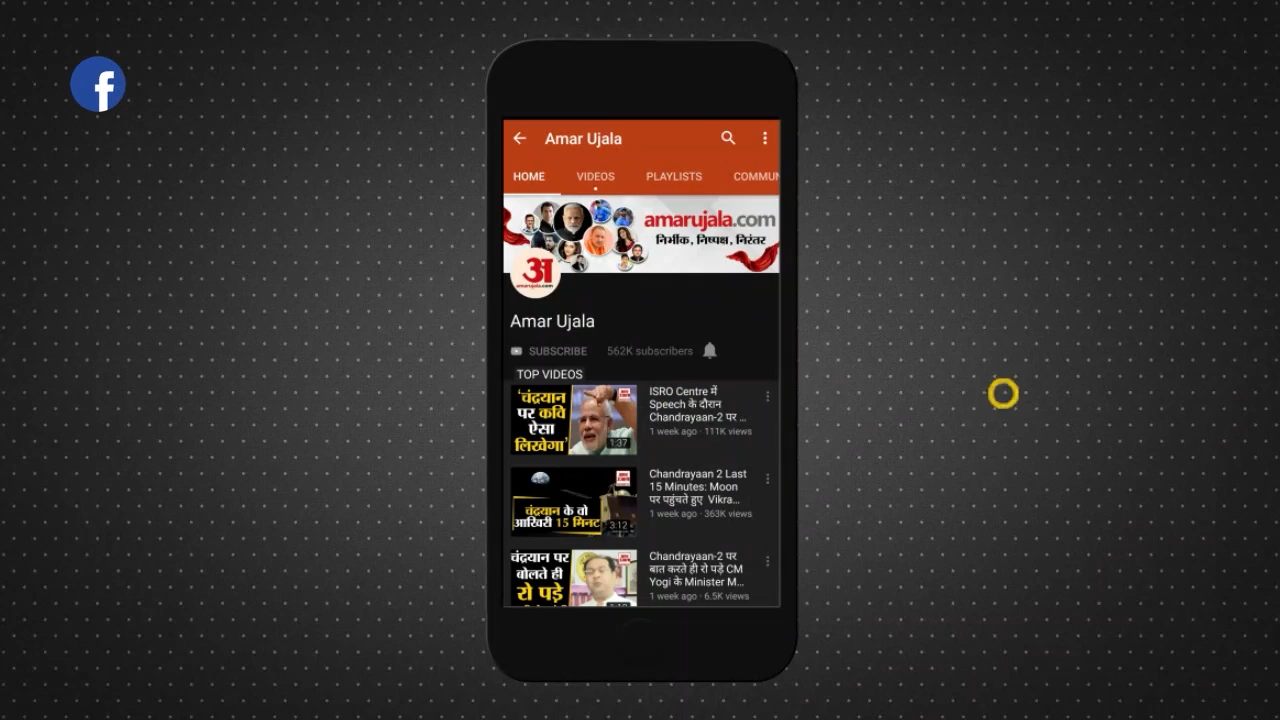 f
Amar Ujala
HOME VIDEOS PLAYLISTS COMMUN
amarujala.com
निर्भीक, निष्पक्ष, निरंतर
अ
amarujala.com
Amar Ujala
SUBSCRIBE 562K subscribers
TOP VIDEOS
'चंद्रयान
पर कवि
ऐसा
लिखेगा'
1:37
ISRO Centre में
Speech के दौरान
Chandrayaan-2 पर ...
1 week ago · 111K views
चंद्रयान के वो
आखिरी 15 मिनट
3:12
Chandrayaan 2 Last
15 Minutes: Moon
पर पहुंचते हुए Vikra...
1 week ago · 363K views
चंद्रयान पर
बोलते ही
रो पड़े
Chandrayaan-2 पर
बात करते ही रो पड़े CM
Yogi के Minister M...
1 week ago · 6.5K views